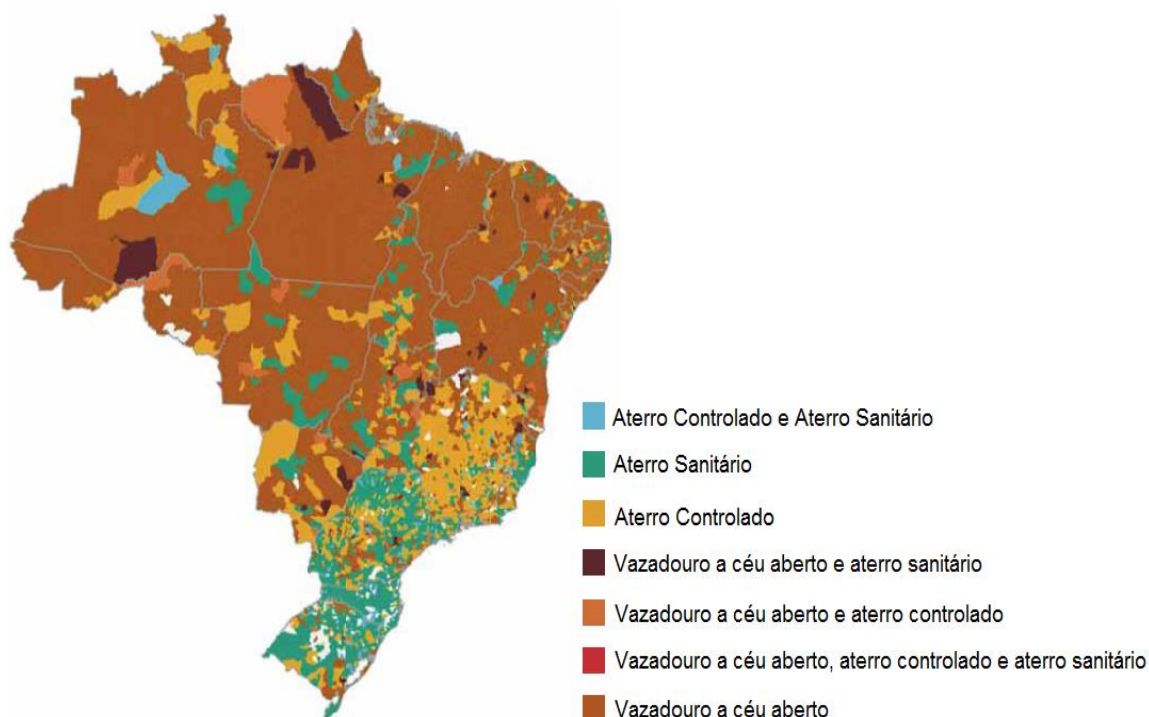 Aterro Controlado e Aterro Sanitário
Aterro Sanitário
Aterro Controlado
Vazadouro a céu aberto e aterro sanitário
Vazadouro a céu aberto e aterro controlado
Vazadouro a céu aberto, aterro controlado e aterro sanitário
Vazadouro a céu aberto